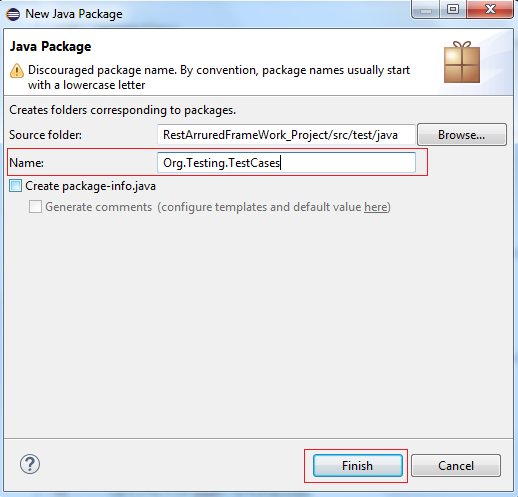 New Java Package
Java Package
Discouraged package name. By convention, package names usually start
with a lowercase letter
Creates folders corresponding to packages.
Source folder: RestArruredFrameWork_Project/src/test/java Browse...
Name: Org.Testing.TestCases
Create package-info.java
Generate comments (configure templates and default value here)
? Finish Cancel